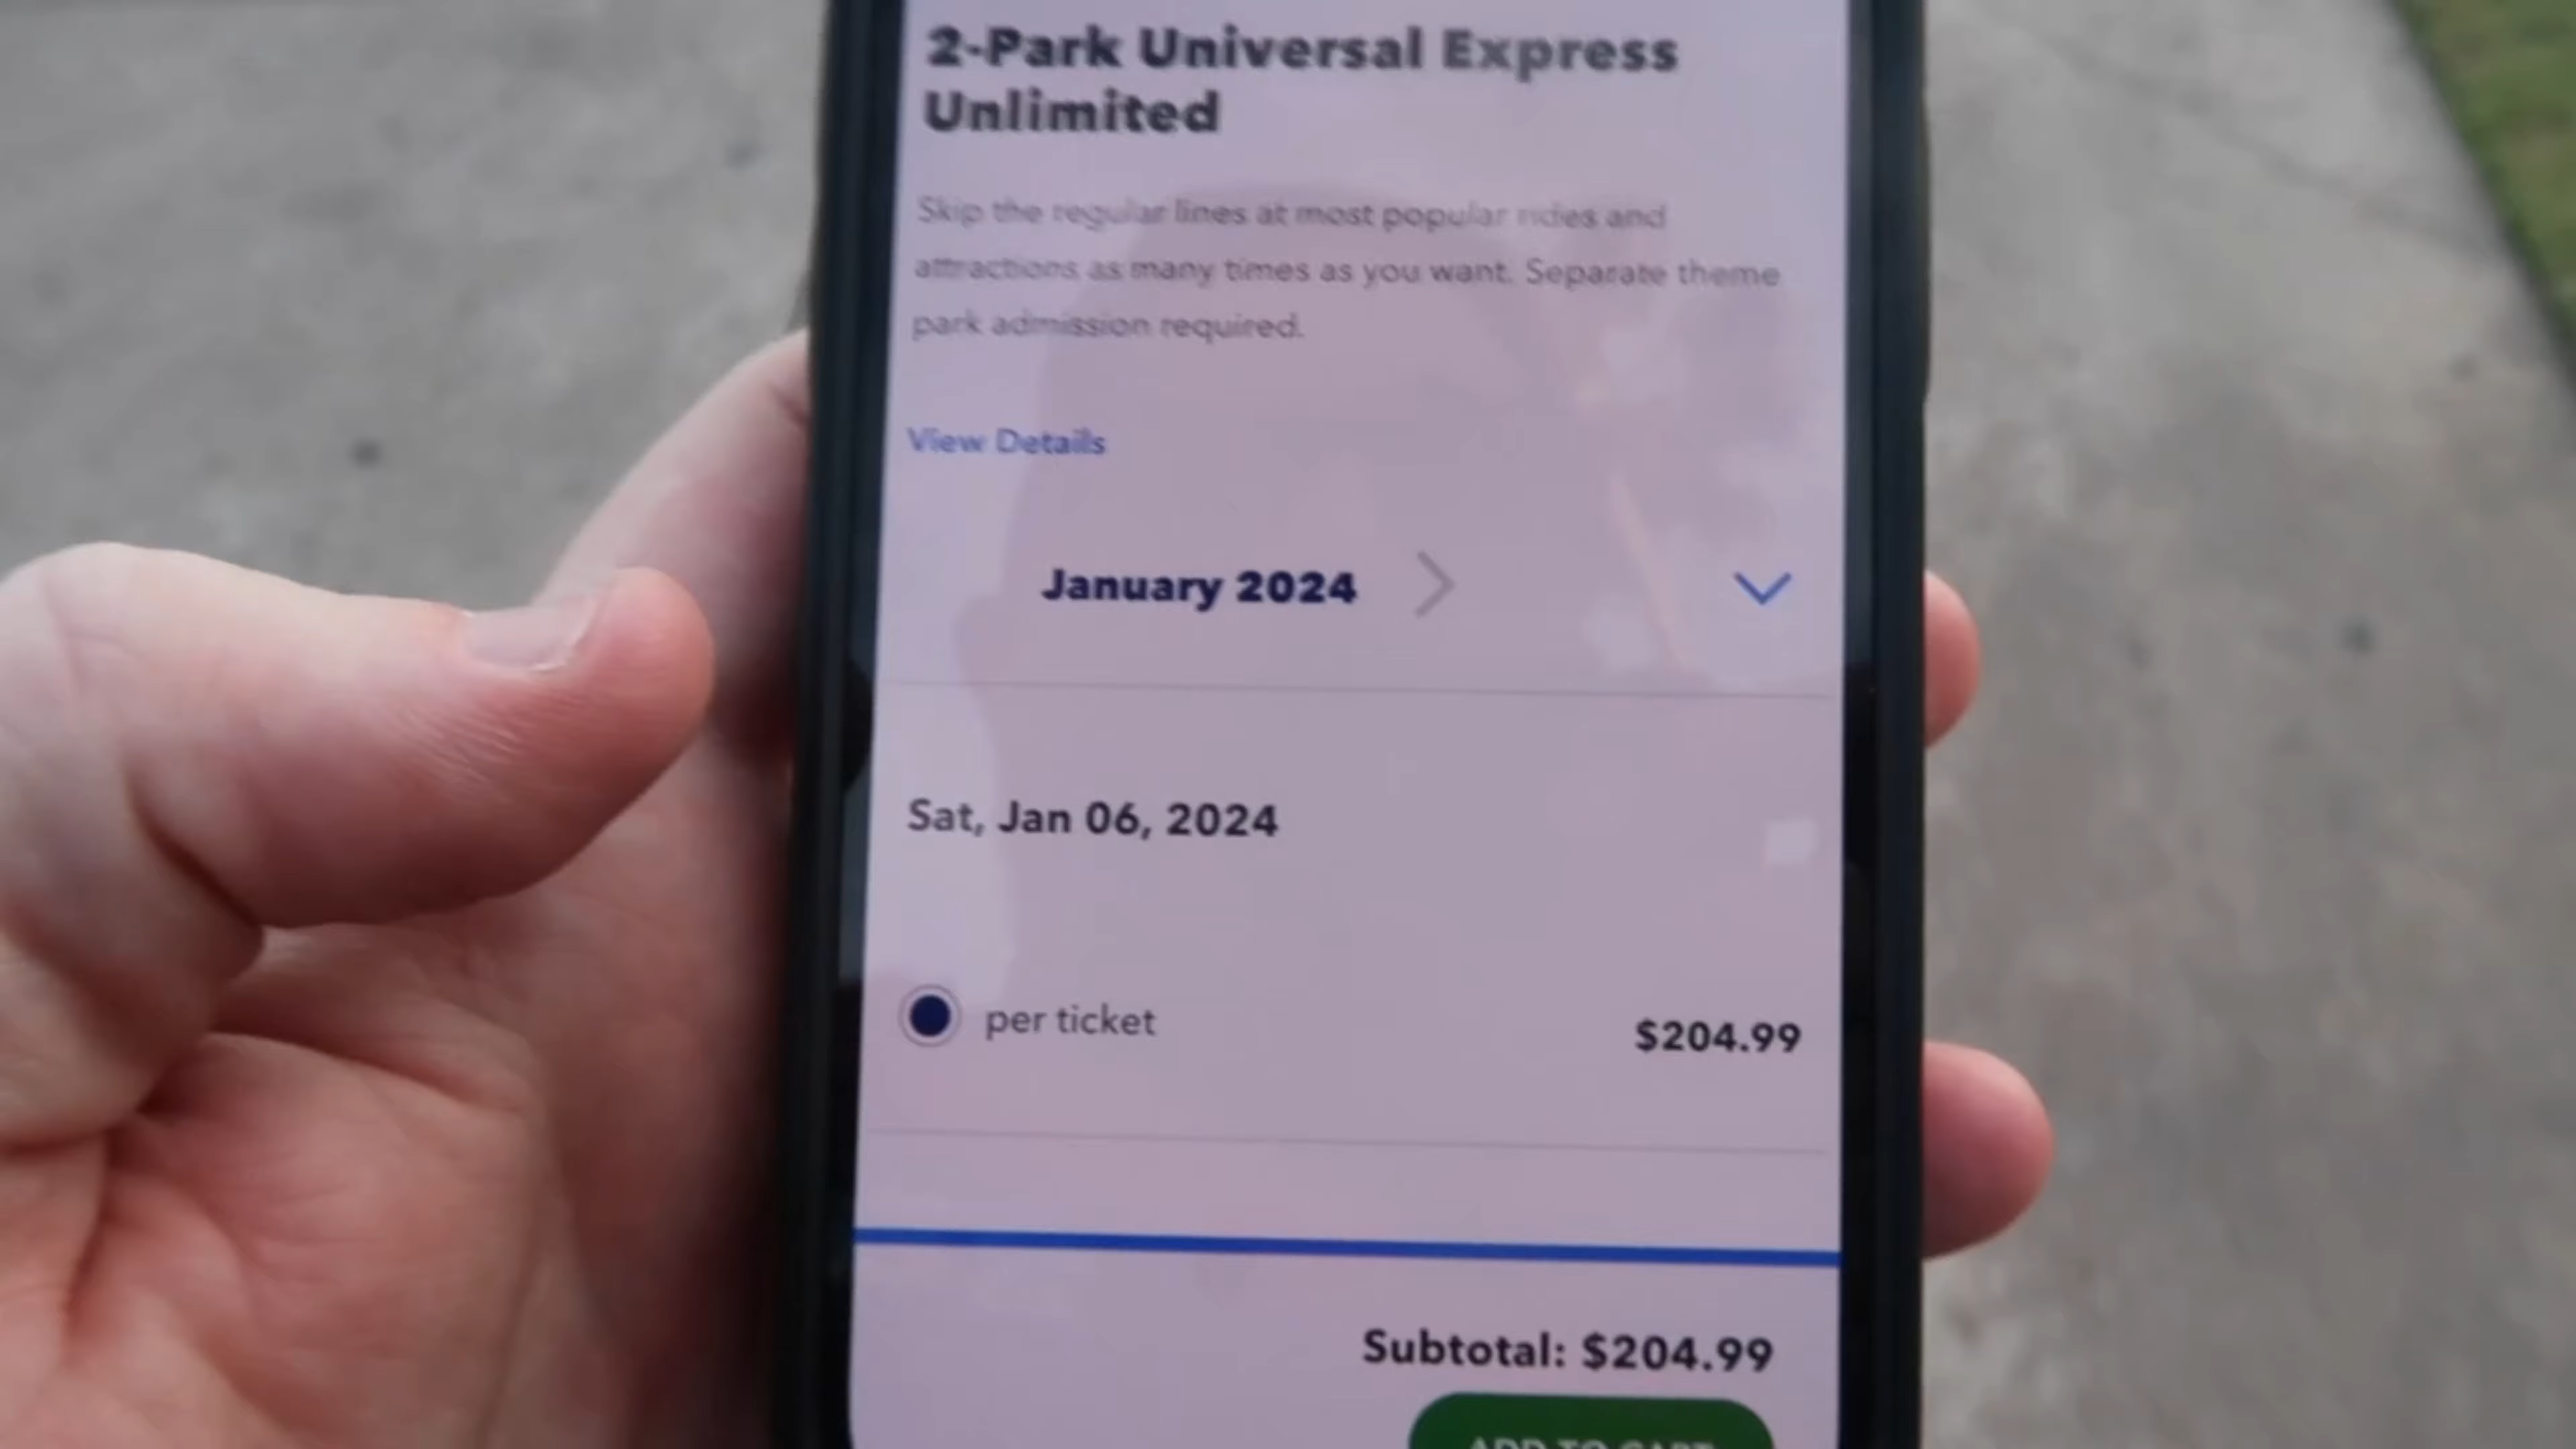 2-Park Universal Express
Unlimited
Skip the regular lines at most popular rides and
attractions as many times as you want. Separate theme
park admission required.
View Details
January 2024
Sat, Jan 06, 2024
per ticket
$204.99
Subtotal: $204.99
ADD TO CART